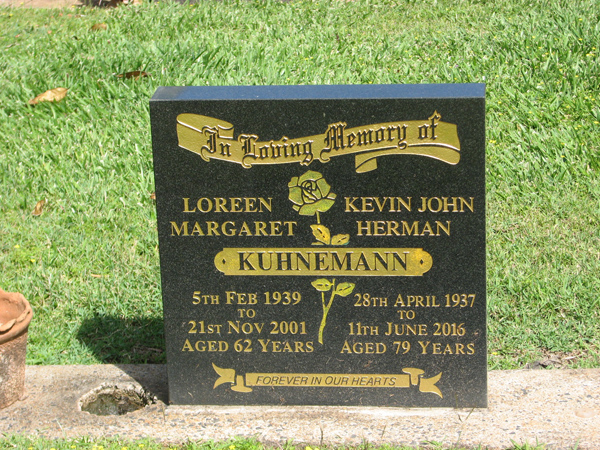 In Loving Memory of
LOREEN
MARGARET
KEVIN JOHN
HERMAN
KUHNEMANN
5TH FEB 1939
TO
21ST NOV 2001
AGED 62 YEARS
28TH APRIL 1937
TO
11TH JUNE 2016
AGED 79 YEARS
FOREVER IN OUR HEARTS